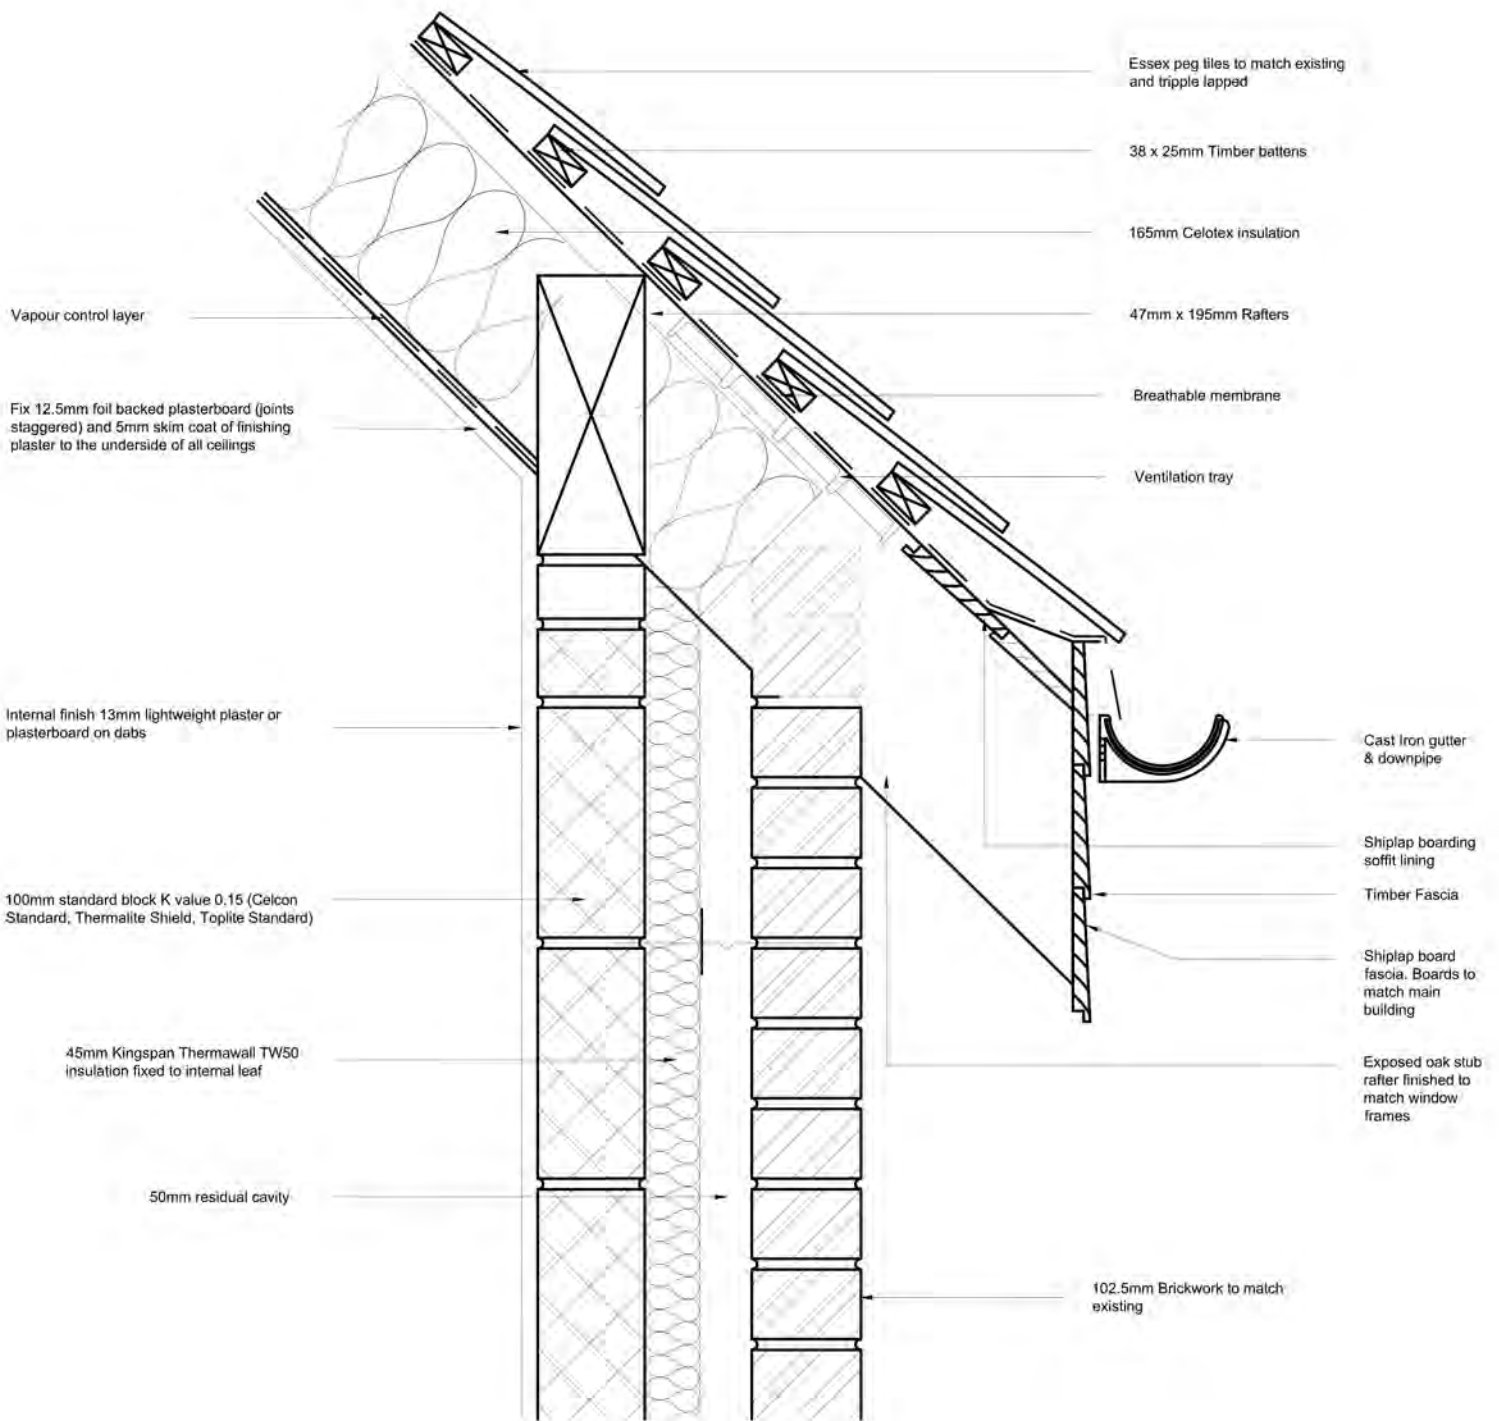 Essex peg tiles to match existing
and tripple lapped
38 x 25mm Timber battens
165mm Celotex insulation
47mm x 195mm Rafters
Breathable membrane
Ventilation tray
Vapour control layer
Fix 12.5mm foil backed plasterboard (joints
staggered) and 5mm skim coat of finishing
plaster to the underside of all ceilings
Internal finish 13mm lightweight plaster or
plasterboard on dabs
100mm standard block K value 0.15 (Celcon
Standard, Thermalite Shield, Toplite Standard)
45mm Kingspan Thermawall TW50
insulation fixed to internal leaf
50mm residual cavity
Cast Iron gutter
& downpipe
Shiplap boarding
soffit lining
Timber Fascia
Shiplap board
fascia. Boards to
match main
building
Exposed oak stub
rafter finished to
match window
frames
102.5mm Brickwork to match
existing